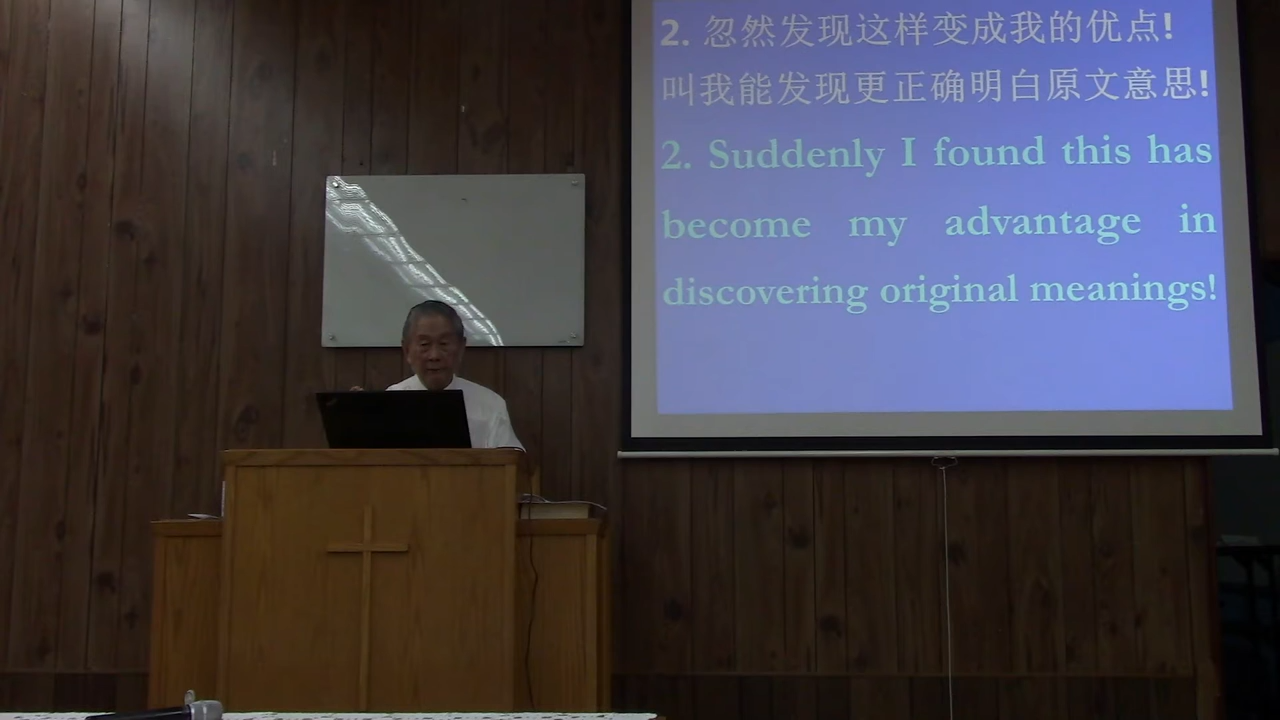 2. 忽然发现这样变成我的优点!
叫我能发现更正确明白原文意思!
2. Suddenly I found this has
become my advantage in
discovering original meanings!